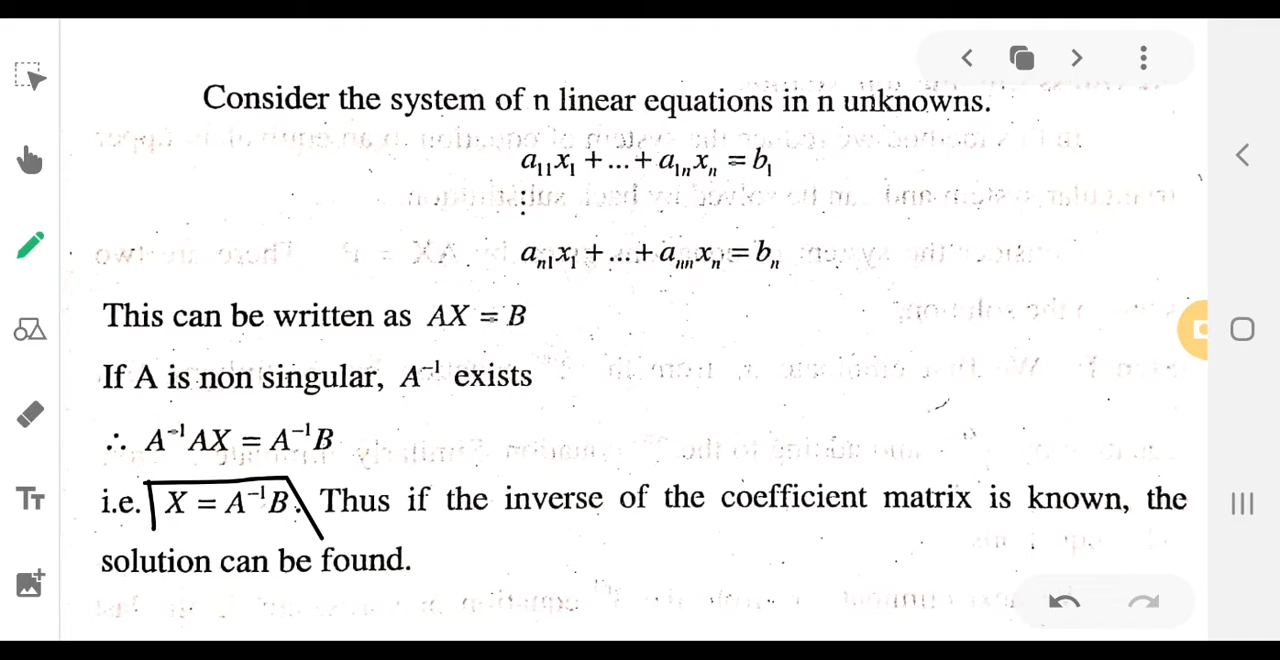 Consider the system of n linear equations in n unknowns.
a₁₁x₁ + ... + a₁ₙxₙ = b₁
⋮
aₙ₁x₁ + ... + aₙₙxₙ = bₙ
This can be written as AX = B
If A is non singular, A⁻¹ exists
∴ A⁻¹AX = A⁻¹B
i.e. X = A⁻¹B. Thus if the inverse of the coefficient matrix is known, the
solution can be found.